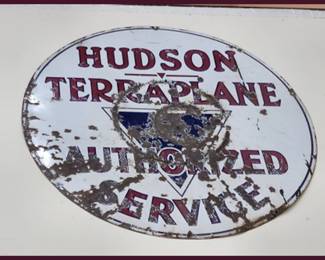 HUDSON
TERRAPLANE
AUTHORIZED
SERVICE